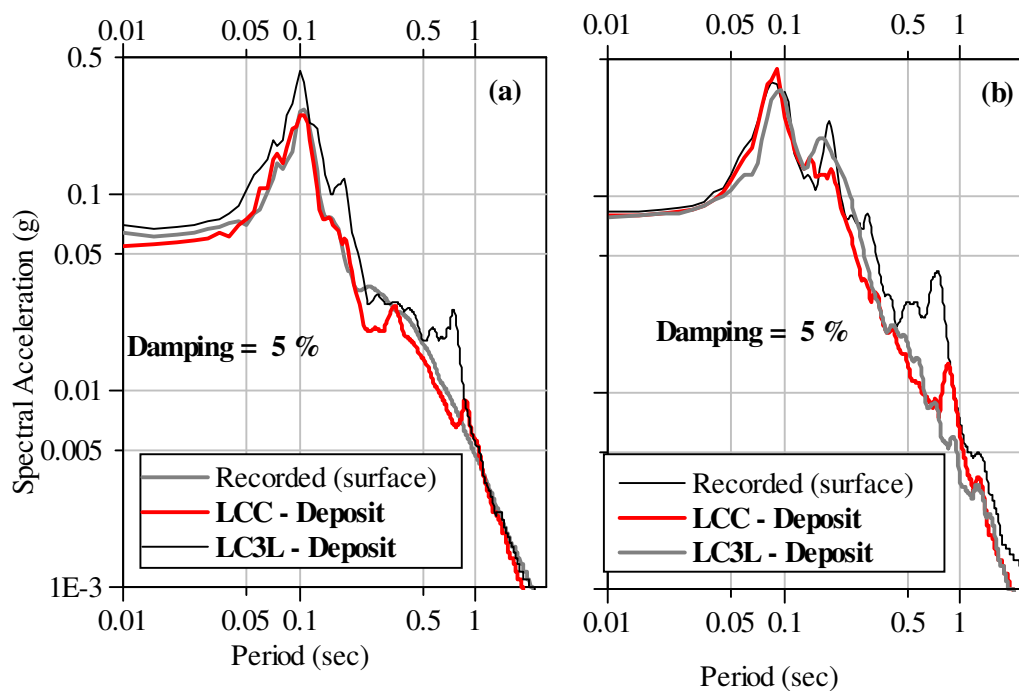 0.01 0.05 0.1 0.5 1
0.01 0.05 0.1 0.5 1
0.5
(a)
(b)
0.1
0.05
Spectral Acceleration (g)
Damping = 5 %
Damping = 5 %
0.01
0.005
Recorded (surface)
LCC - Deposit
LC3L - Deposit
Recorded (surface)
LCC - Deposit
LC3L - Deposit
1E-3
0.01 0.05 0.1 0.5 1
0.01 0.05 0.1 0.5 1
Period (sec)
Period (sec)